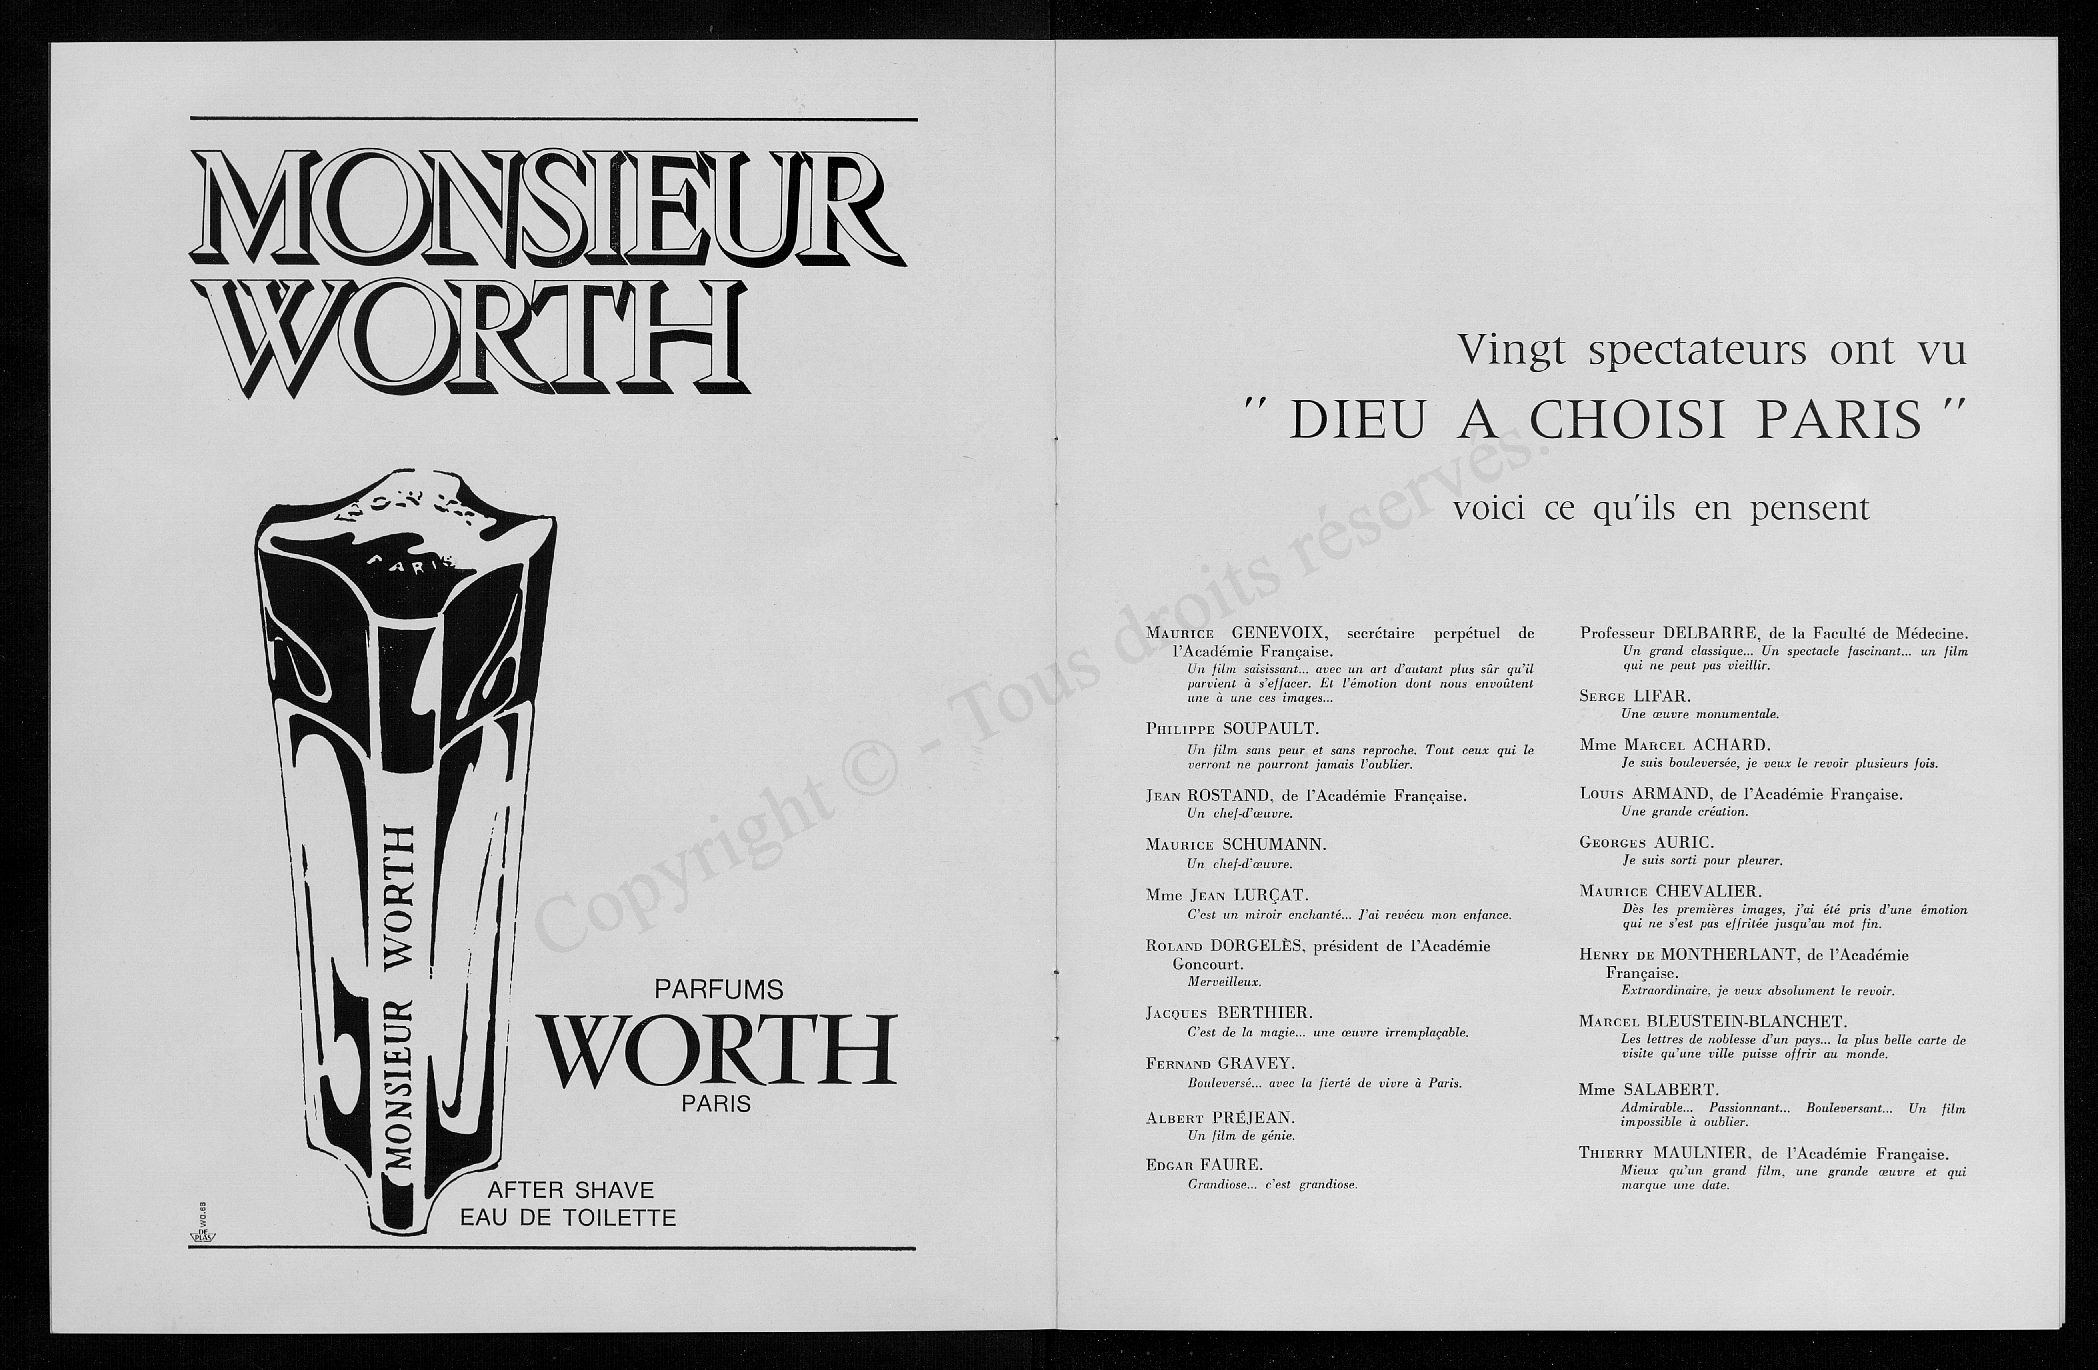 MONSIEUR
WORTH
WORTH
PARIS
MONSIEUR WORTH
PARFUMS
WORTH
PARIS
AFTER SHAVE
EAU DE TOILETTE
WO.68
DE
PLAS
Vingt spectateurs ont vu
" DIEU A CHOISI PARIS "
voici ce qu'ils en pensent
MAURICE GENEVOIX, secrétaire perpétuel de
l'Académie Française.
Un film saisissant... avec un art d'autant plus sûr qu'il
parvient à s'effacer. Et l'émotion dont nous envoûtent
une à une ces images...
PHILIPPE SOUPAULT.
Un film sans peur et sans reproche. Tout ceux qui le
verront ne pourront jamais l'oublier.
JEAN ROSTAND, de l'Académie Française.
Un chef-d'œuvre.
MAURICE SCHUMANN.
Un chef-d'œuvre.
Mme JEAN LURÇAT.
C'est un miroir enchanté... J'ai revécu mon enfance.
ROLAND DORGELÈS, président de l'Académie
Goncourt.
Merveilleux.
JACQUES BERTHIER.
C'est de la magie... une œuvre irremplaçable.
FERNAND GRAVEY.
Bouleversé... avec la fierté de vivre à Paris.
ALBERT PRÉJEAN.
Un film de génie.
EDGAR FAURE.
Grandiose... c'est grandiose.
Professeur DELBARRE, de la Faculté de Médecine.
Un grand classique... Un spectacle fascinant... un film
qui ne peut pas vieillir.
SERGE LIFAR.
Une œuvre monumentale.
Mme MARCEL ACHARD.
Je suis bouleversée, je veux le revoir plusieurs fois.
LOUIS ARMAND, de l'Académie Française.
Une grande création.
GEORGES AURIC.
Je suis sorti pour pleurer.
MAURICE CHEVALIER.
Dès les premières images, j'ai été pris d'une émotion
qui ne s'est pas effritée jusqu'au mot fin.
HENRY DE MONTHERLANT, de l'Académie
Française.
Extraordinaire, je veux absolument le revoir.
MARCEL BLEUSTEIN-BLANCHET.
Les lettres de noblesse d'un pays... la plus belle carte de
visite qu'une ville puisse offrir au monde.
Mme SALABERT.
Admirable... Passionnant... Bouleversant... Un film
impossible à oublier.
THIERRY MAULNIER, de l'Académie Française.
Mieux qu'un grand film, une grande œuvre et qui
marque une date.
Copyright © - Tous droits réservés.